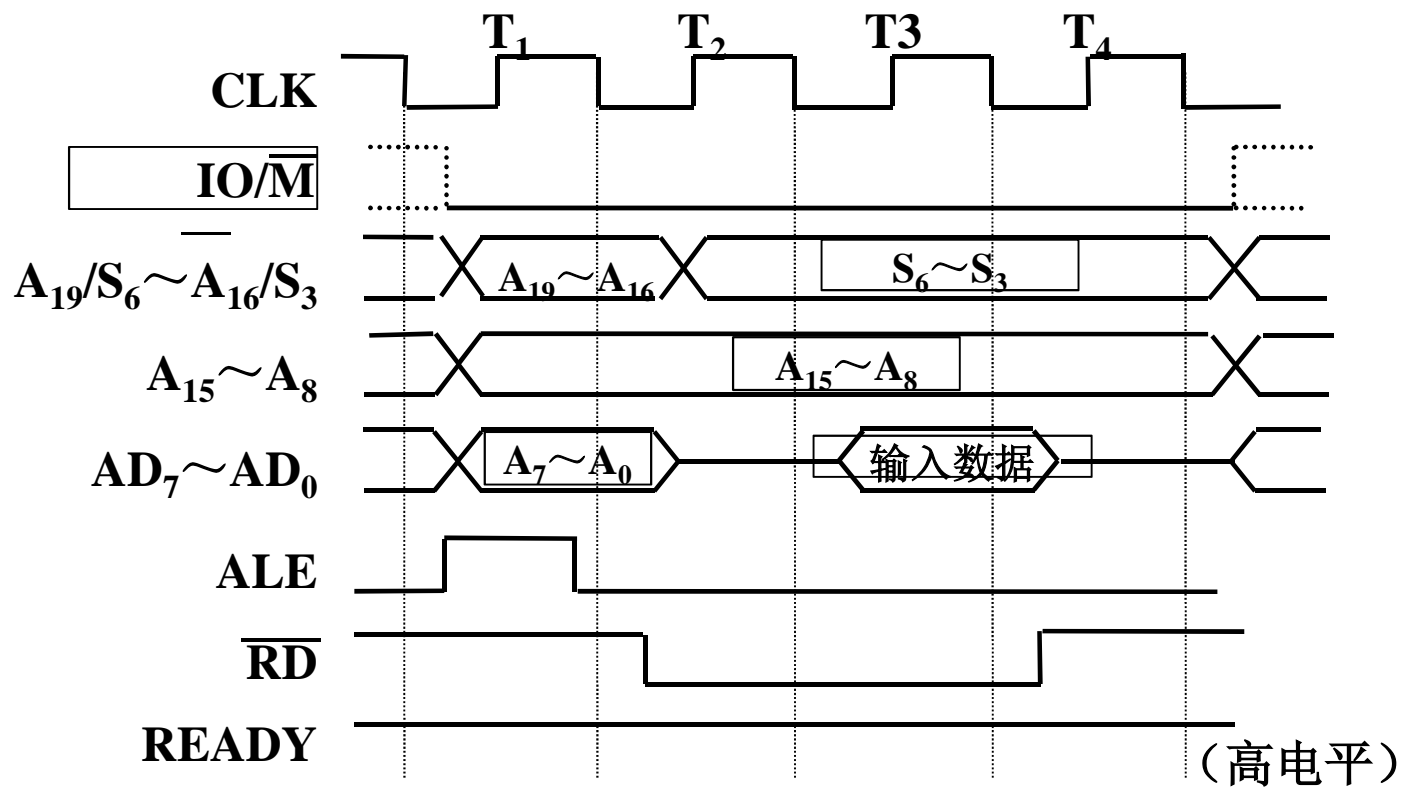 T₁ T₂ T3 T₄
CLK
IO/M̅
A₁₉/S₆～A₁₆/S₃ A₁₉～A₁₆ S₆～S₃
A₁₅～A₈ A₁₅～A₈
AD₇～AD₀ A₇～A₀ 输入数据
ALE
R̅D̅
READY
（高电平）